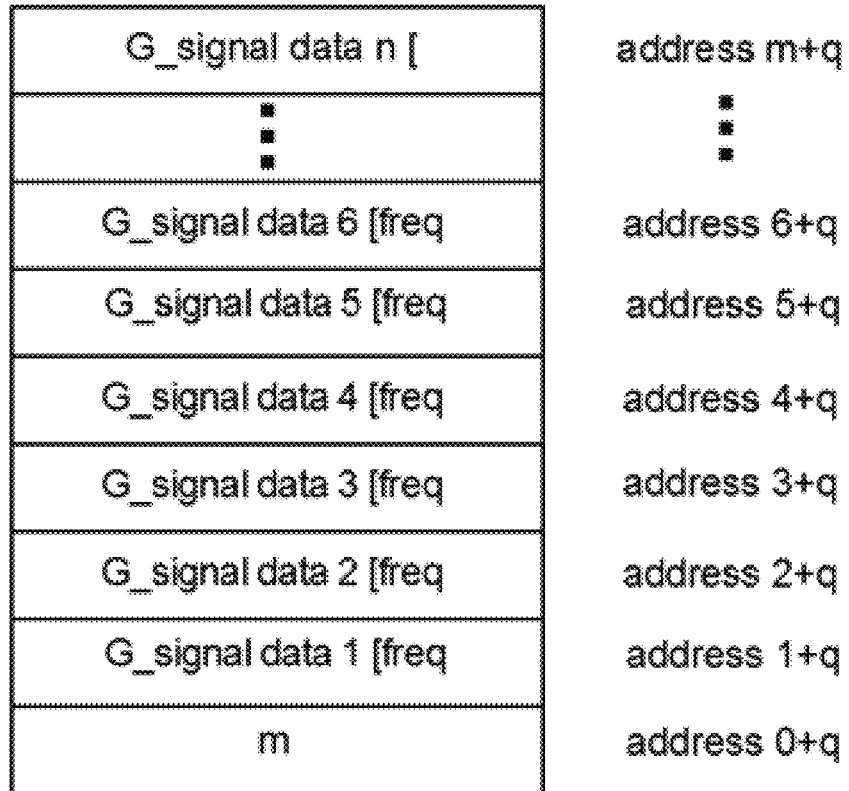 G_signal data n [ address m+q
G_signal data 6 [freq address 6+q
G_signal data 5 [freq address 5+q
G_signal data 4 [freq address 4+q
G_signal data 3 [freq address 3+q
G_signal data 2 [freq address 2+q
G_signal data 1 [freq address 1+q
m address 0+q